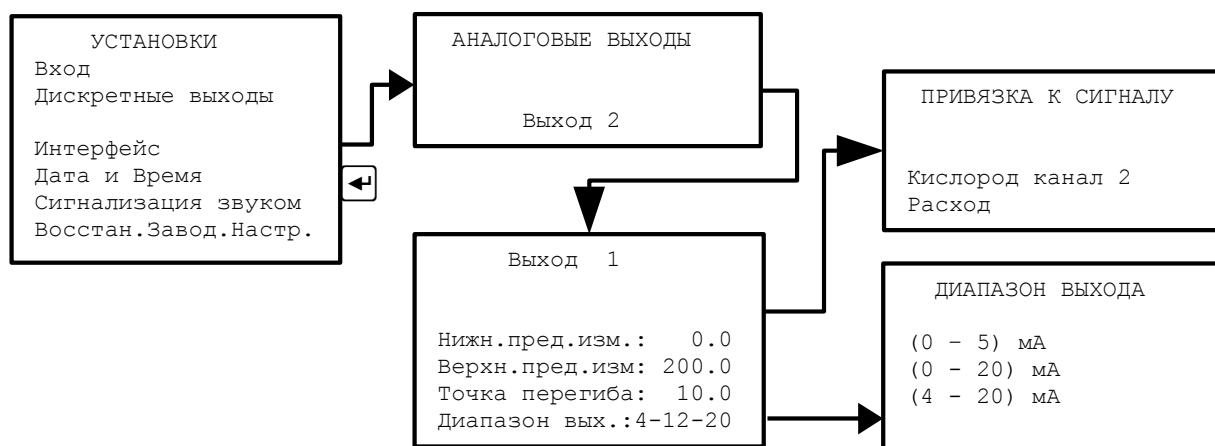 УСТАНОВКИ
Вход
Дискретные выходы
Интерфейс
Дата и Время
Сигнализация звуком
Восстан.Завод.Настр.
АНАЛОГОВЫЕ ВЫХОДЫ
Выход 2
Выход 1
Нижн.пред.изм.: 0.0
Верхн.пред.изм: 200.0
Точка перегиба: 10.0
Диапазон вых.:4-12-20
ПРИВЯЗКА К СИГНАЛУ
Кислород канал 2
Расход
ДИАПАЗОН ВЫХОДА
(0 – 5) мА
(0 - 20) мА
(4 - 20) мА